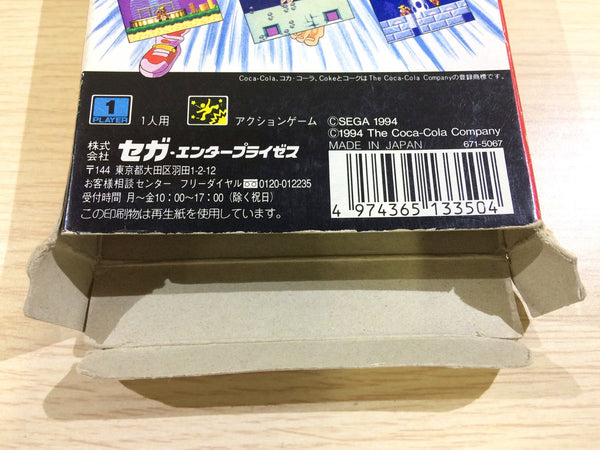 Coca-Cola、コカ・コーラ、CokeとコークはThe Coca-Cola Companyの登録商標です。
1
PLAYER
1人用
アクションゲーム
©SEGA 1994
©1994 The Coca-Cola Company
MADE IN JAPAN 671-5067
株式会社 セガ・エンタープライゼス
〒144 東京都大田区羽田1-2-12
お客様相談センター フリーダイヤル 0120-012235
受付時間 月～金10：00～17：00（除く祝日）
この印刷物は再生紙を使用しています。
4 974365 133504